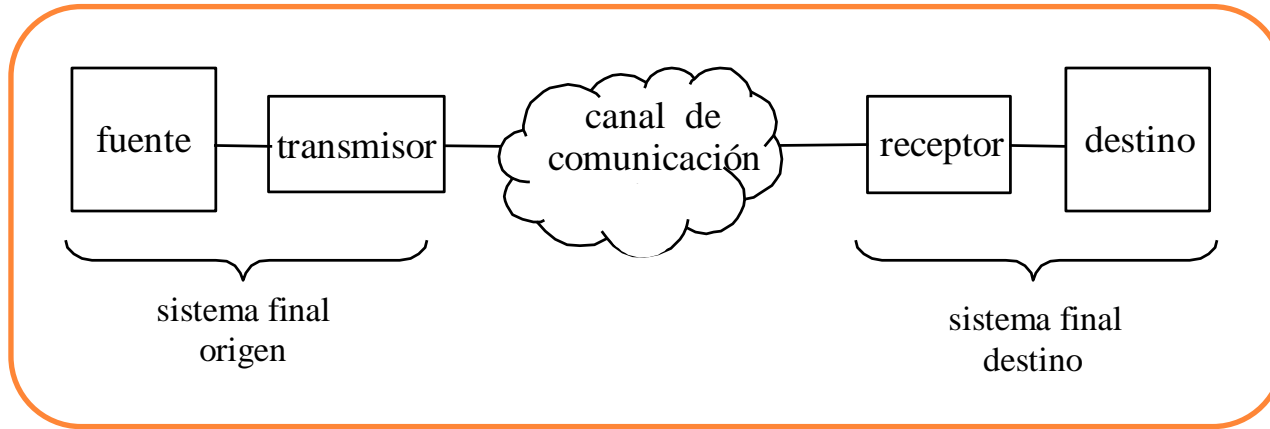 fuente
transmisor
canal de
comunicación
receptor
destino
sistema final
origen
sistema final
destino